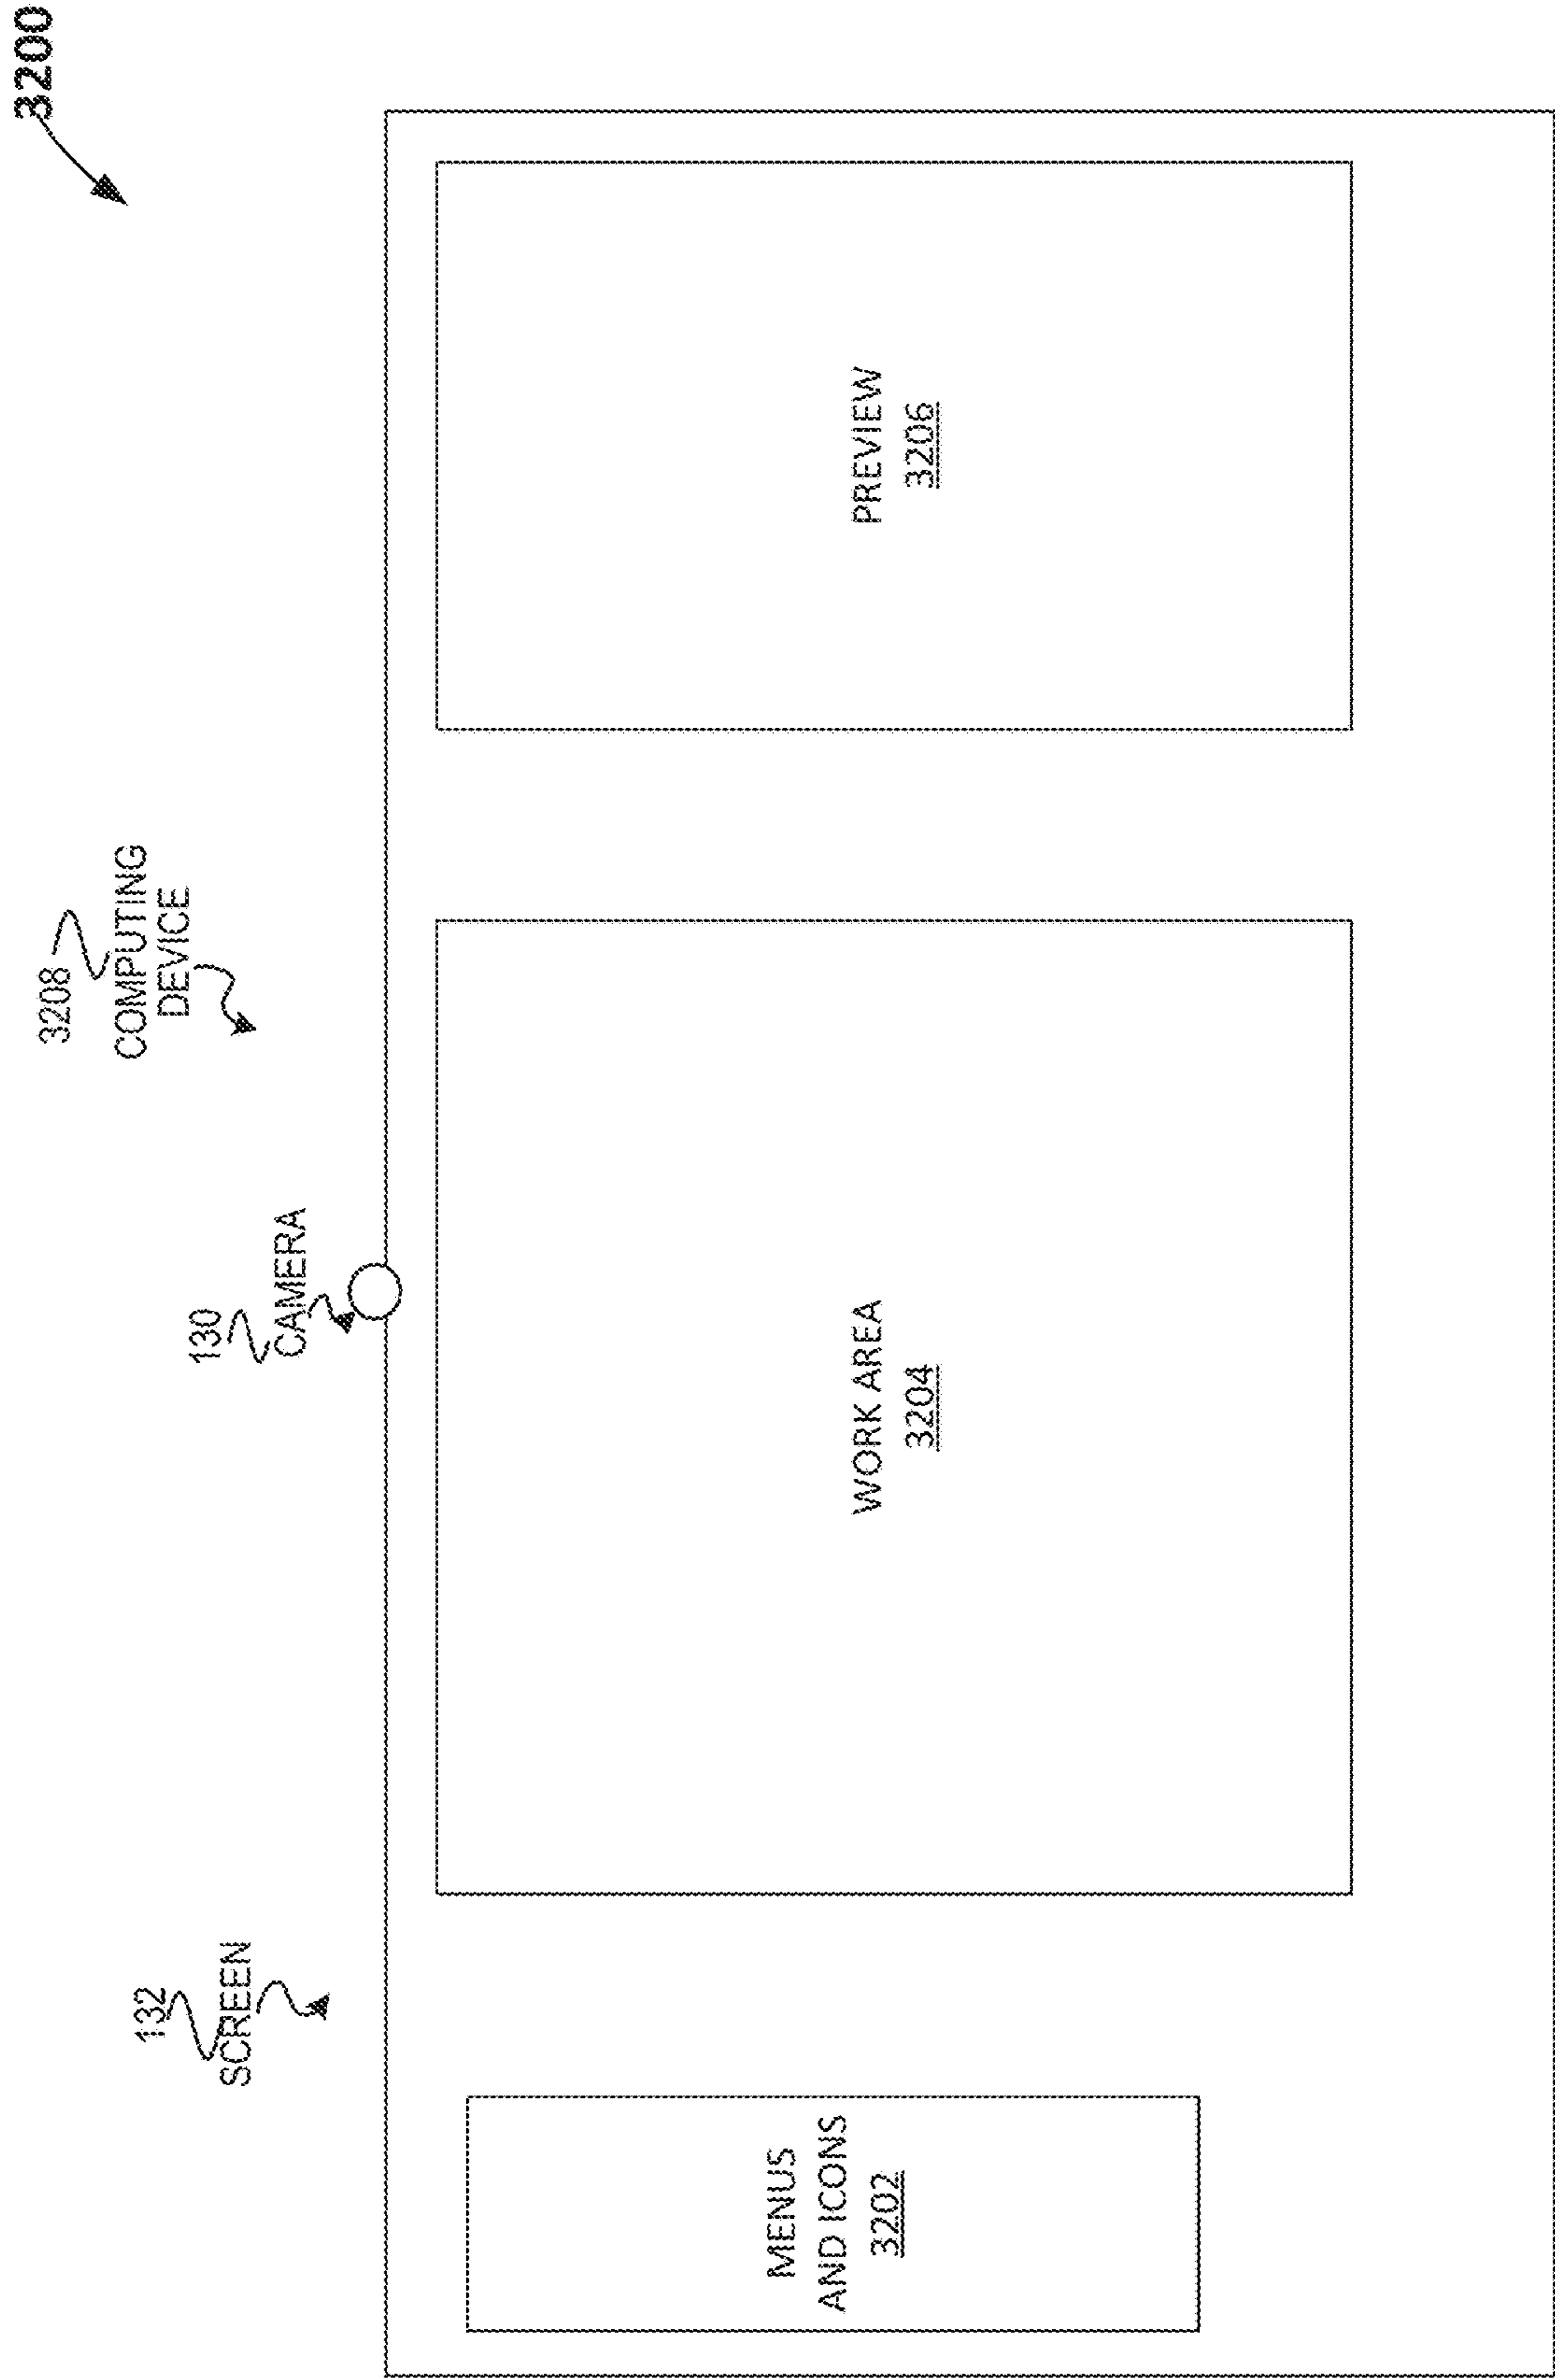 3200
3208
COMPUTING
DEVICE
130
CAMERA
132
SCREEN
MENUS
AND ICONS
3202
WORK AREA
3204
PREVIEW
3206